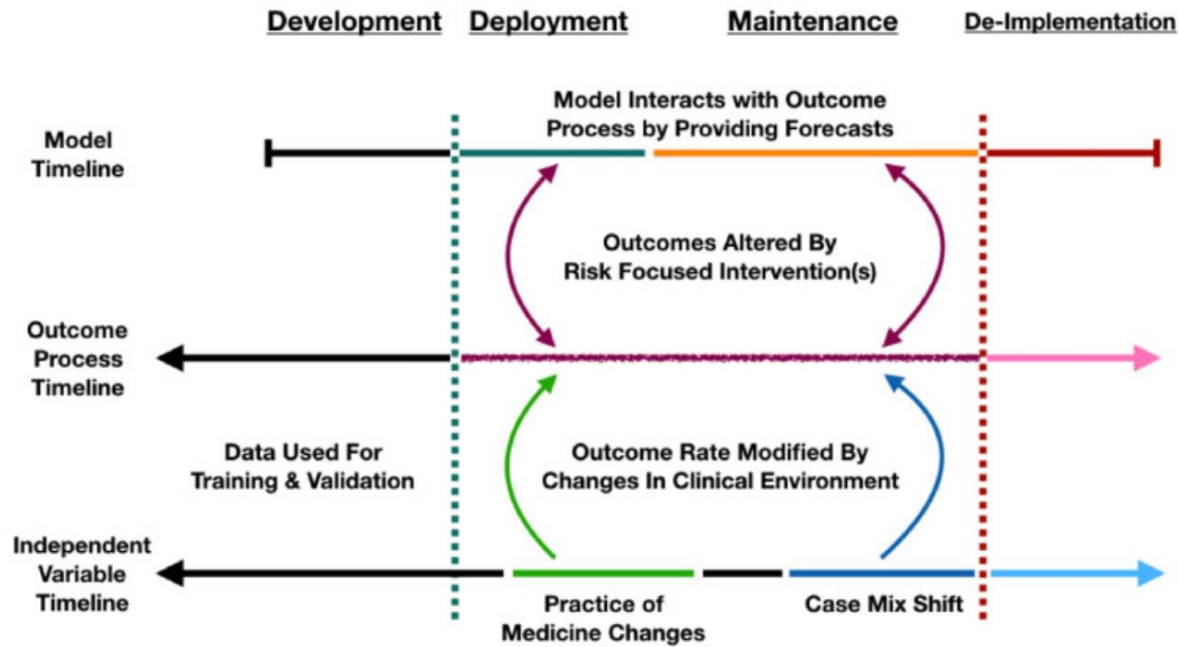 Development Deployment Maintenance De-Implementation
Model Interacts with Outcome
Process by Providing Forecasts
Model
Timeline
Outcomes Altered By
Risk Focused Intervention(s)
Outcome
Process
Timeline
Data Used For
Training & Validation
Outcome Rate Modified By
Changes In Clinical Environment
Independent
Variable
Timeline
Practice of
Medicine Changes
Case Mix Shift